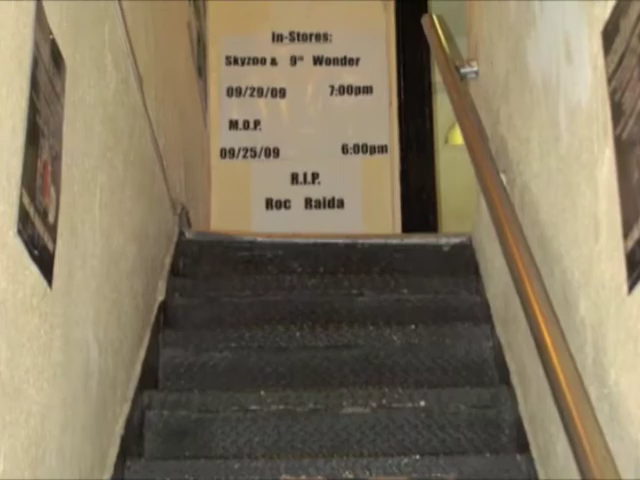 In-Stores:
Skyzoo & 9th Wonder
09/29/09 7:00pm
M.O.P.
09/25/09 6:00pm
R.I.P.
Roc Raida